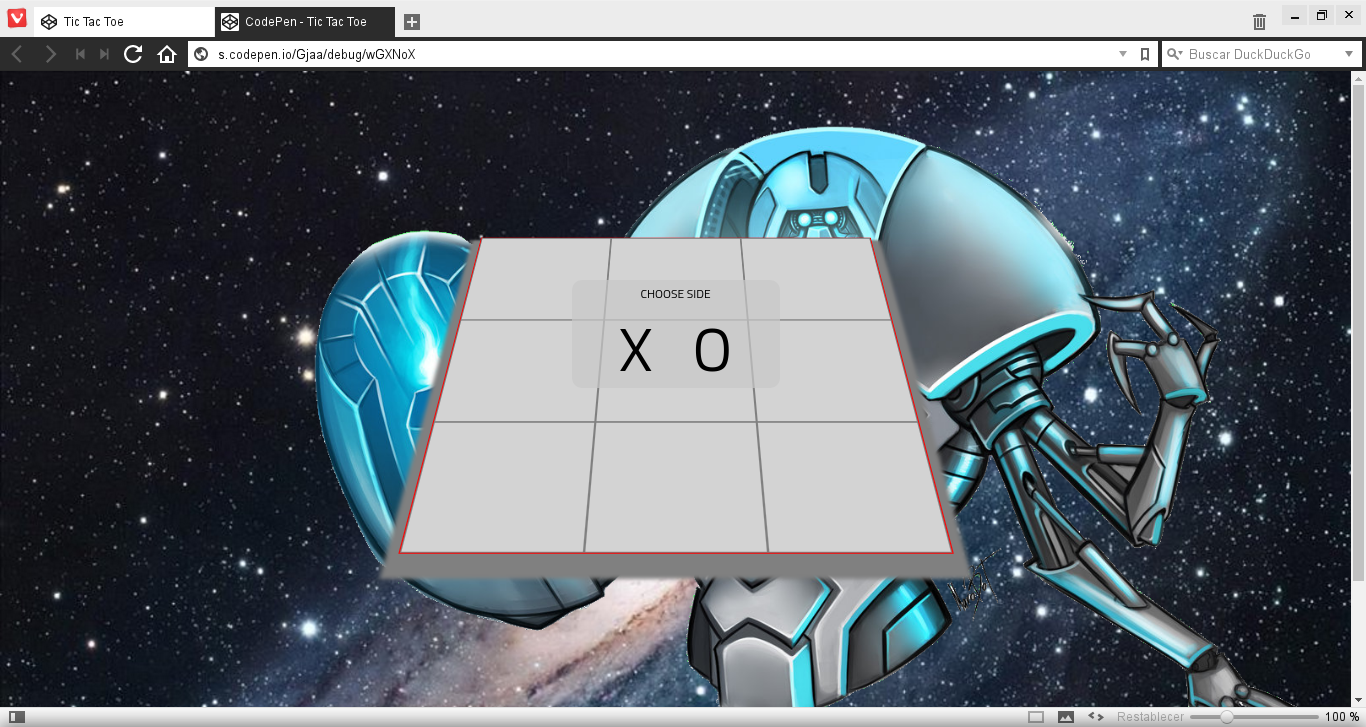 Tic Tac Toe
CodePen - Tic Tac Toe
s.codepen.io/Gjaa/debug/wGXNoX
Buscar DuckDuckGo
CHOOSE SIDE
X O
Restablecer
100 %